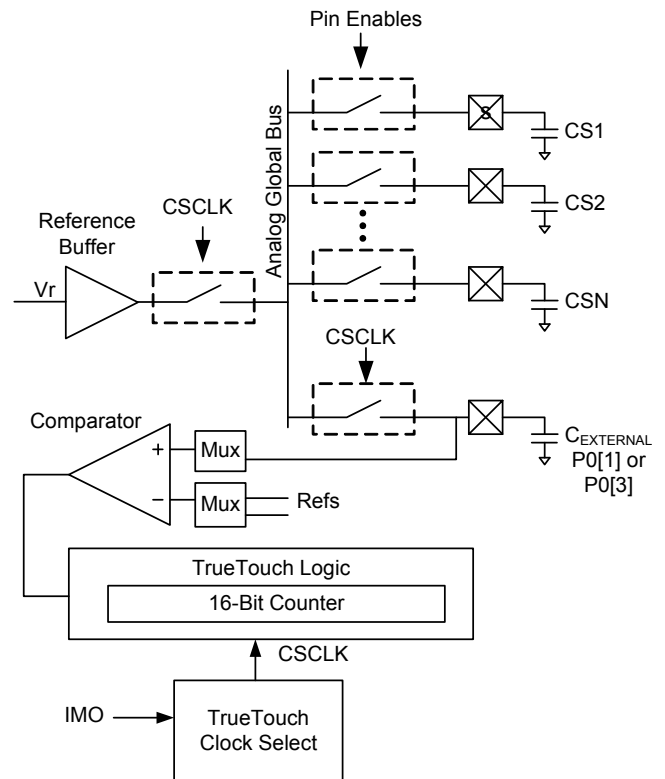 Pin Enables
Analog Global Bus
S
CS1
CS2
CSN
Reference
Buffer
CSCLK
Vr
CSCLK
Comparator
+
Mux
−
Mux
Refs
CEXTERNAL
P0[1] or
P0[3]
TrueTouch Logic
16-Bit Counter
CSCLK
IMO
TrueTouch
Clock Select